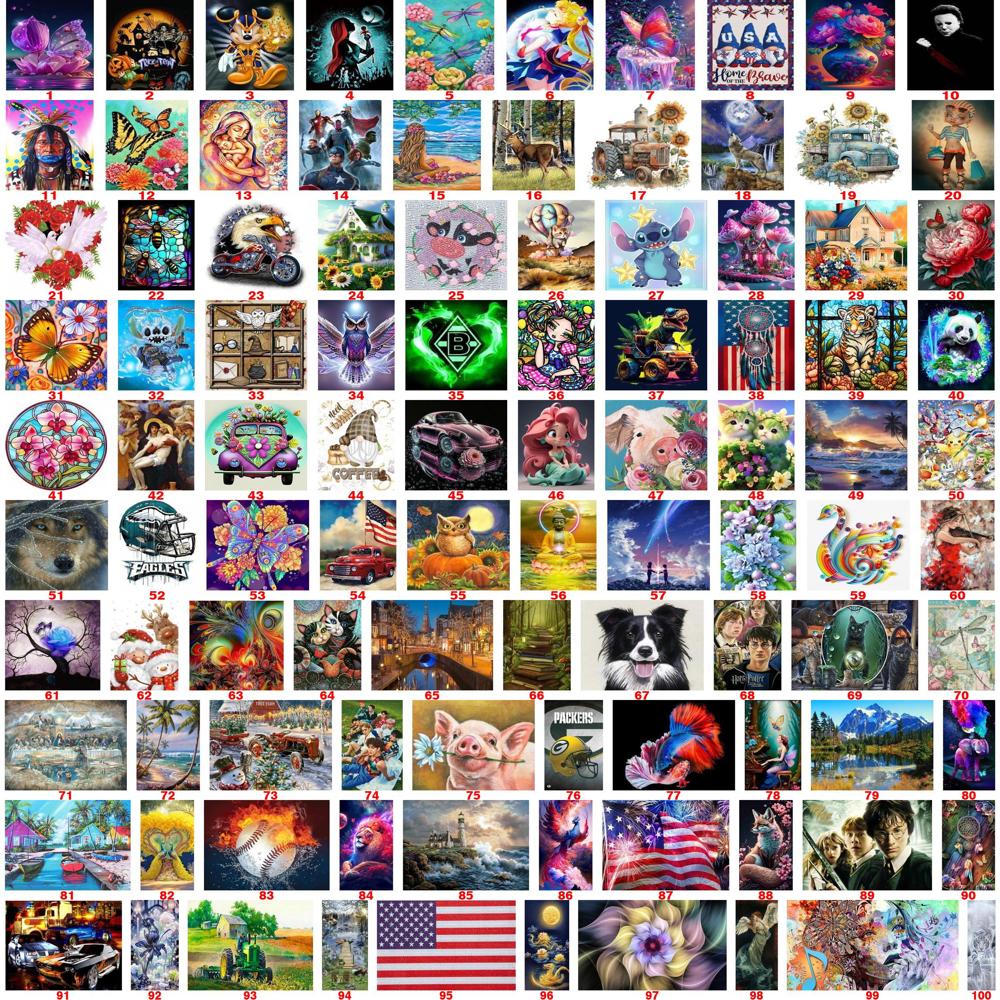 TREE TOWN
USA
Home
OF THE
Brave
1 2 3 4 5 6 7 8 9 10
11 12 13 14 15 16 17 18 19 20
21 22 23 24 25 26 27 28 29 30
B
31 32 33 34 35 36 37 38 39 40
COFFEE
41 42 43 44 45 46 47 48 49 50
EAGLES
51 52 53 54 55 56 57 58 59 60
Harry Potter
61 62 63 64 65 66 67 68 69 70
PACKERS
G
71 72 73 74 75 76 77 78 79 80
81 82 83 84 85 86 87 88 89 90
91 92 93 94 95 96 97 98 99 100